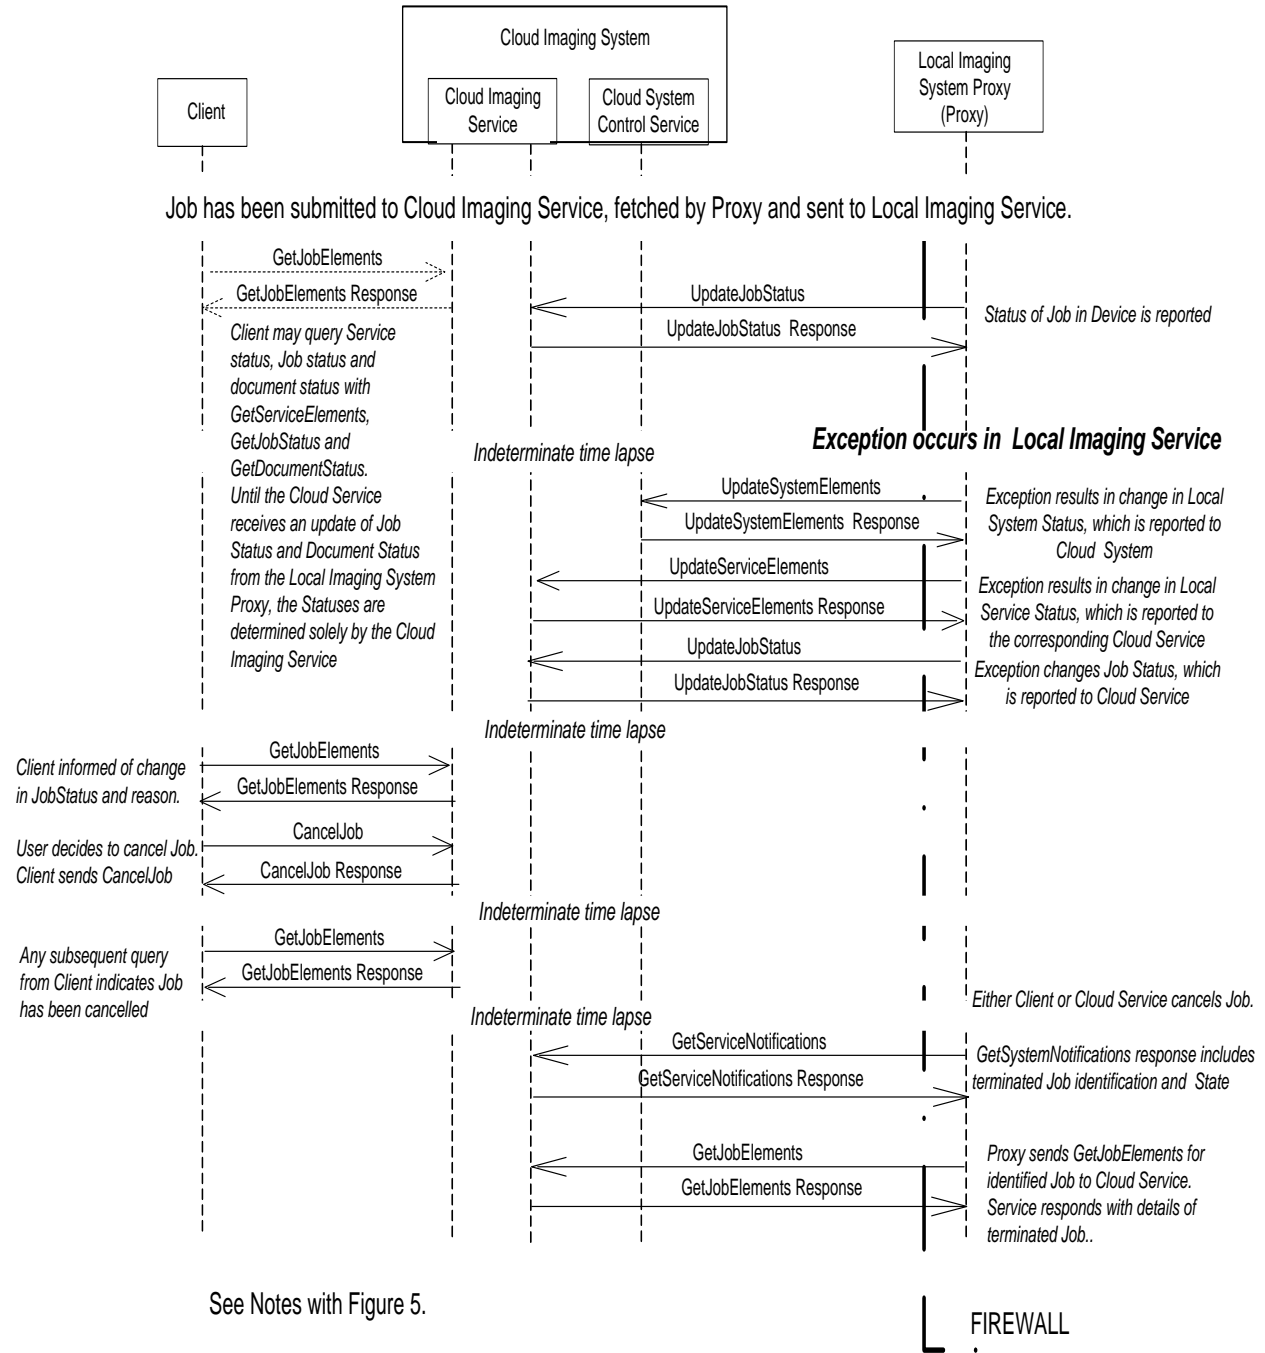 Cloud Imaging System
Client
Cloud Imaging
Service
Cloud System
Control Service
Local Imaging
System Proxy
(Proxy)
Job has been submitted to Cloud Imaging Service, fetched by Proxy and sent to Local Imaging Service.
GetJobElements
GetJobElements Response
Client may query Service
status, Job status and
document status with
GetServiceElements,
GetJobStatus and
GetDocumentStatus.
Until the Cloud Service
receives an update of Job
Status and Document Status
from the Local Imaging System
Proxy, the Statuses are
determined solely by the Cloud
Imaging Service
UpdateJobStatus
UpdateJobStatus  Response
Status of Job in Device is reported
Exception occurs in  Local Imaging Service
Indeterminate time lapse
UpdateSystemElements
UpdateSystemElements  Response
Exception results in change in Local
System Status, which is reported to
Cloud  System
UpdateServiceElements
UpdateServiceElements Response
Exception results in change in Local
Service Status, which is reported to
the corresponding Cloud Service
UpdateJobStatus
UpdateJobStatus Response
Exception changes Job Status, which
is reported to Cloud Service
Indeterminate time lapse
Client informed of change
in JobStatus and reason.
GetJobElements
GetJobElements Response
User decides to cancel Job.
Client sends CancelJob
CancelJob
CancelJob Response
Indeterminate time lapse
Any subsequent query
from Client indicates Job
has been cancelled
GetJobElements
GetJobElements Response
Either Client or Cloud Service cancels Job.
Indeterminate time lapse
GetServiceNotifications
GetServiceNotifications Response
GetSystemNotifications response includes
terminated Job identification and  State
GetJobElements
GetJobElements Response
Proxy sends GetJobElements for
identified Job to Cloud Service.
Service responds with details of
terminated Job..
See Notes with Figure 5.
FIREWALL